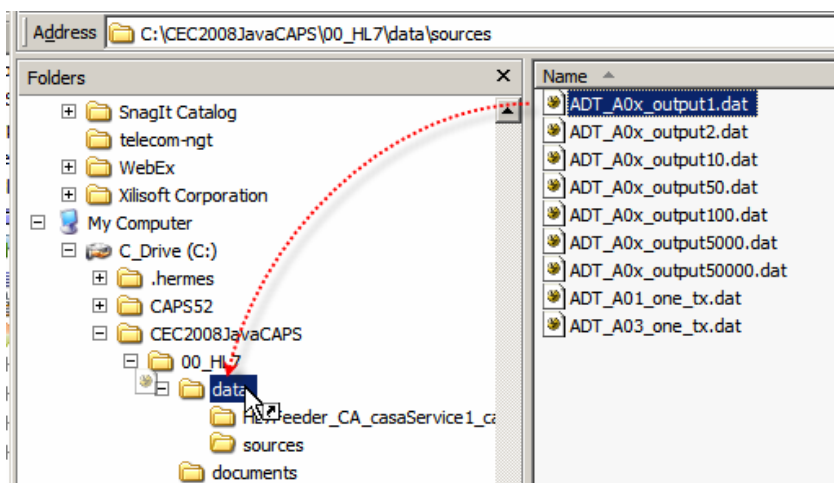 Address C:\CEC2008JavaCAPS\00_HL7\data\sources
Folders
SnagIt Catalog
telecom-ngt
WebEx
Xilisoft Corporation
My Computer
C_Drive (C:)
.hermes
CAPS52
CEC2008JavaCAPS
00_HL7
data
eeder_CA_casaService1_ca
sources
documents
Name
ADT_A0x_output1.dat
ADT_A0x_output2.dat
ADT_A0x_output10.dat
ADT_A0x_output50.dat
ADT_A0x_output100.dat
ADT_A0x_output5000.dat
ADT_A0x_output50000.dat
ADT_A01_one_tx.dat
ADT_A03_one_tx.dat